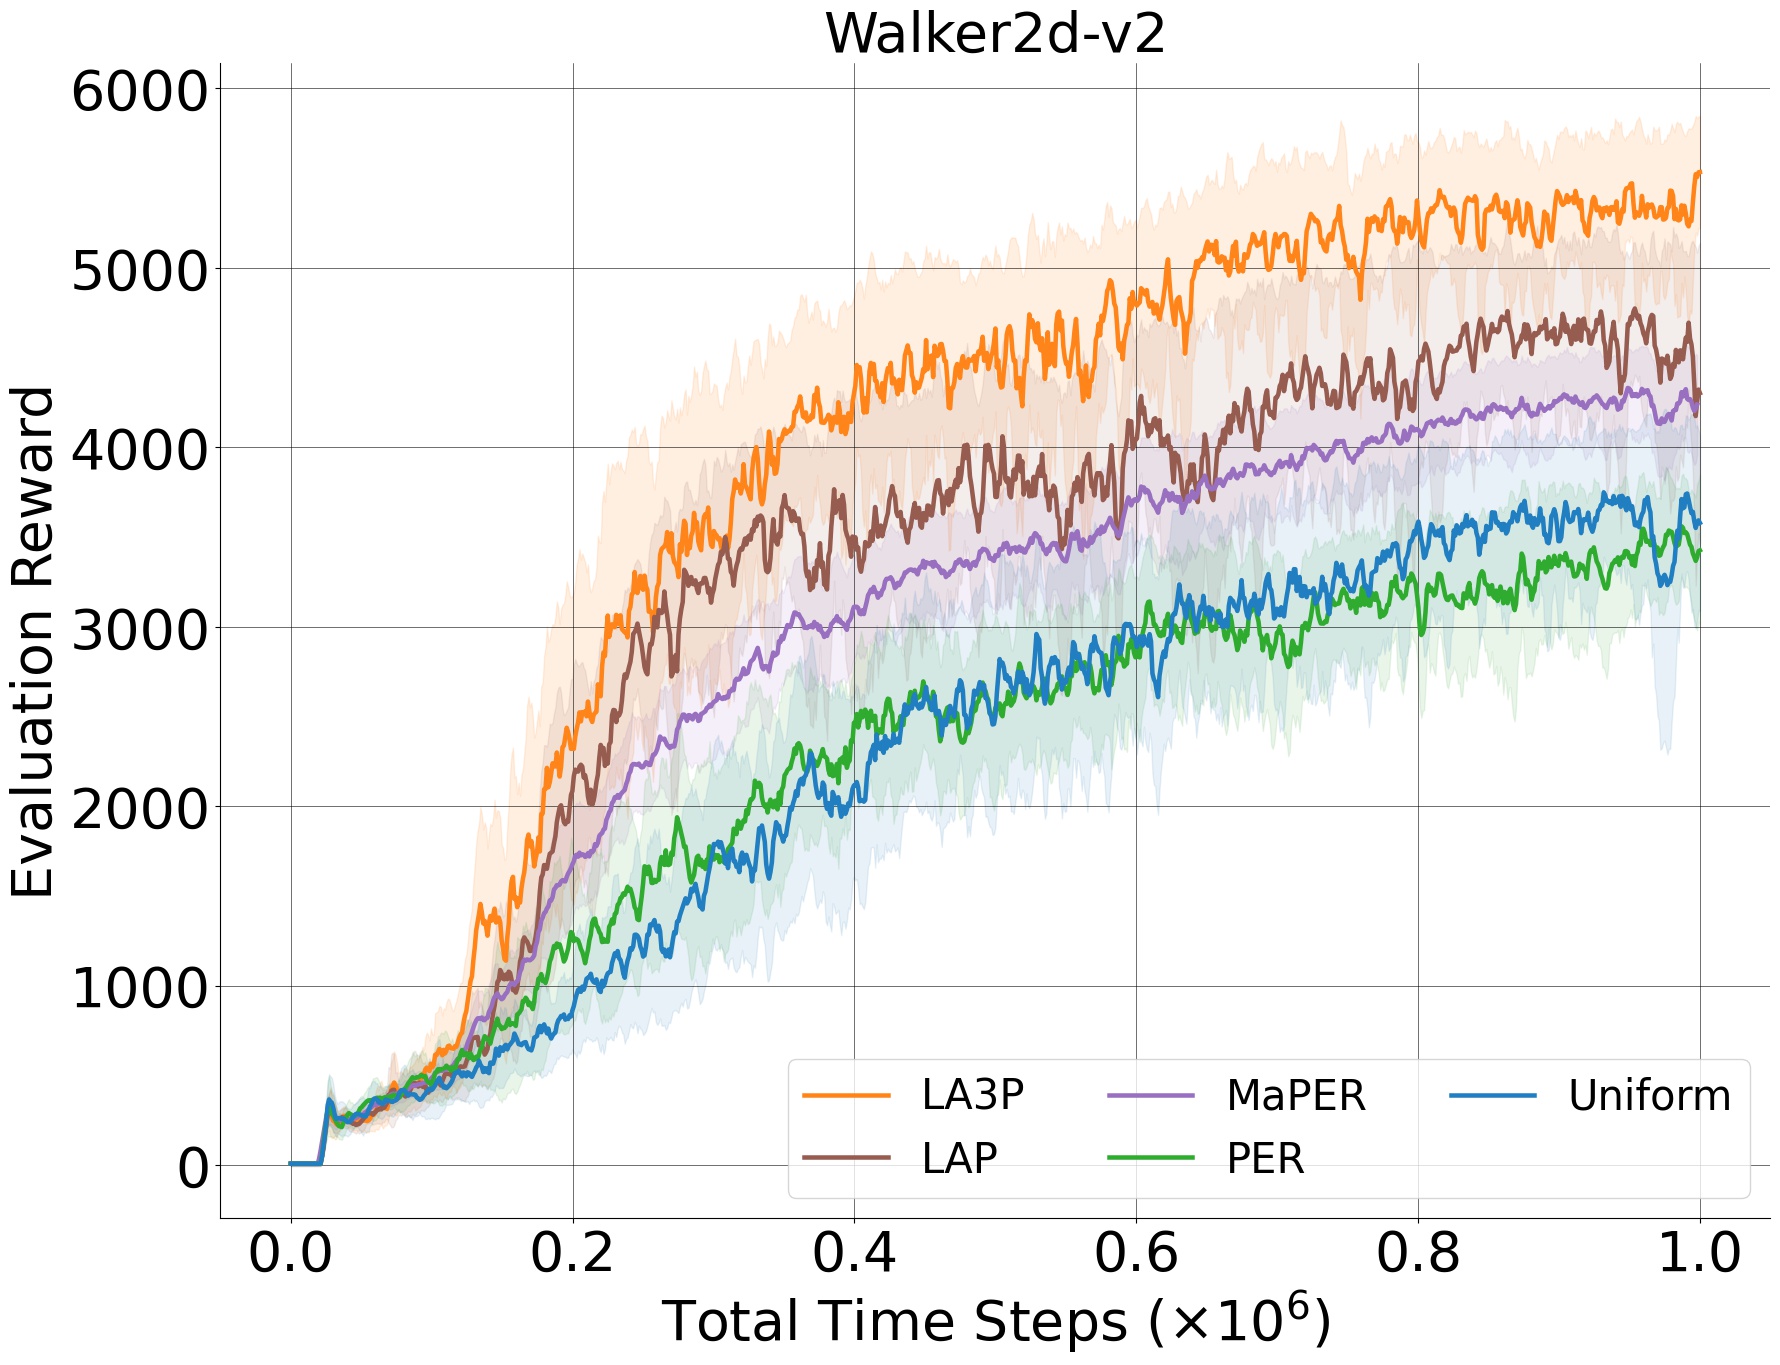 Walker2d-v2
Evaluation Reward
6000
5000
4000
3000
2000
1000
0
LA3P
MaPER
Uniform
LAP
PER
0.0
0.2
0.4
0.6
0.8
1.0
Total Time Steps (×10⁶)